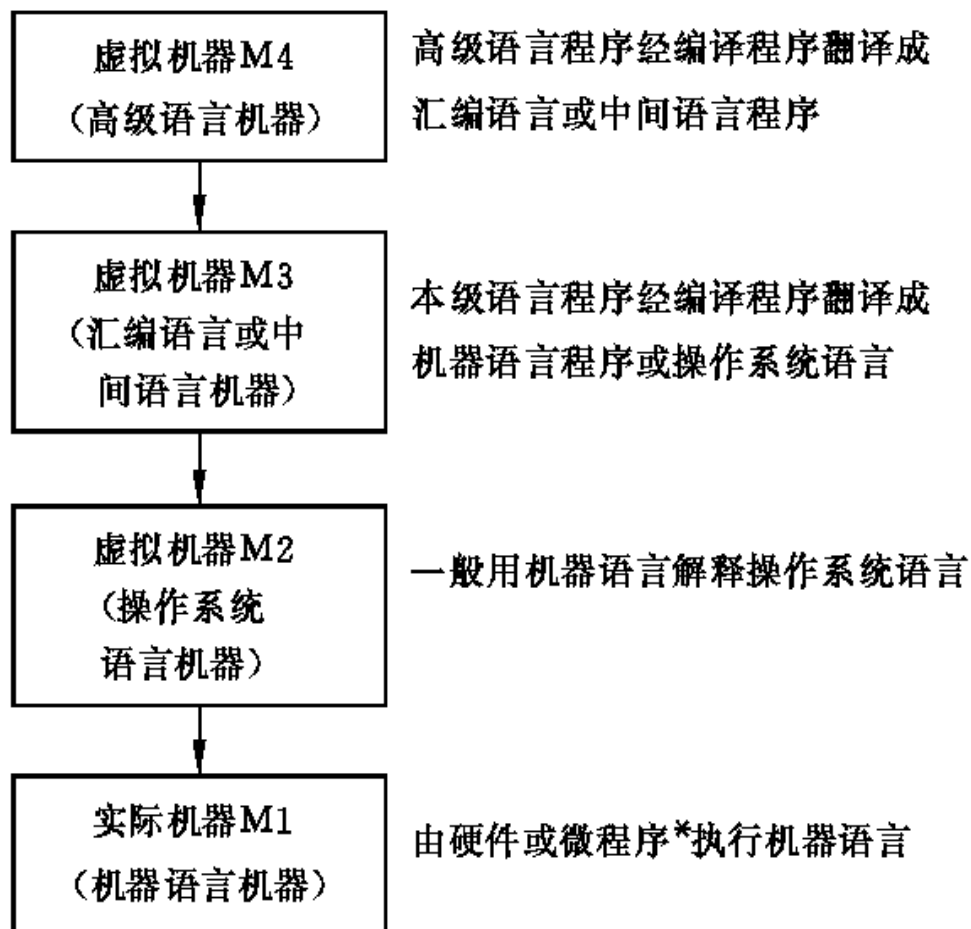 虚拟机器M4
（高级语言机器）
高级语言程序经编译程序翻译成
汇编语言或中间语言程序
虚拟机器M3
（汇编语言或中
间语言机器）
本级语言程序经编译程序翻译成
机器语言程序或操作系统语言
虚拟机器M2
（操作系统
语言机器）
一般用机器语言解释操作系统语言
实际机器M1
（机器语言机器）
由硬件或微程序*执行机器语言